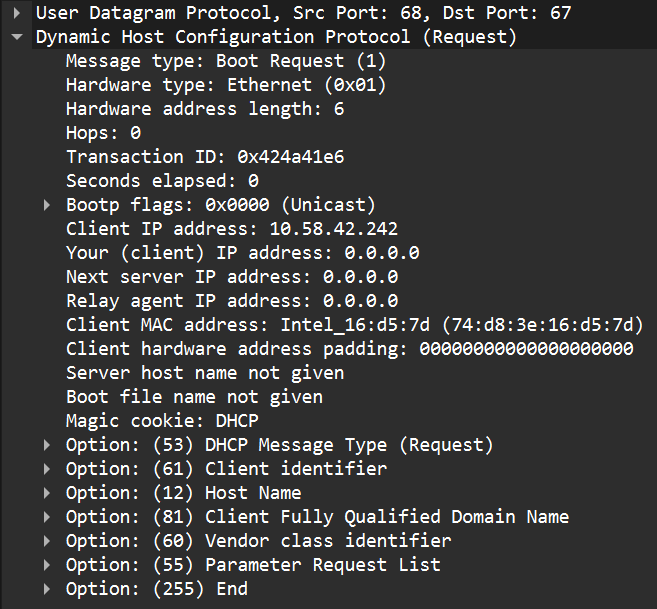 User Datagram Protocol, Src Port: 68, Dst Port: 67
Dynamic Host Configuration Protocol (Request)
Message type: Boot Request (1)
Hardware type: Ethernet (0x01)
Hardware address length: 6
Hops: 0
Transaction ID: 0x424a41e6
Seconds elapsed: 0
Bootp flags: 0x0000 (Unicast)
Client IP address: 10.58.42.242
Your (client) IP address: 0.0.0.0
Next server IP address: 0.0.0.0
Relay agent IP address: 0.0.0.0
Client MAC address: Intel_16:d5:7d (74:d8:3e:16:d5:7d)
Client hardware address padding: 00000000000000000000
Server host name not given
Boot file name not given
Magic cookie: DHCP
Option: (53) DHCP Message Type (Request)
Option: (61) Client identifier
Option: (12) Host Name
Option: (81) Client Fully Qualified Domain Name
Option: (60) Vendor class identifier
Option: (55) Parameter Request List
Option: (255) End